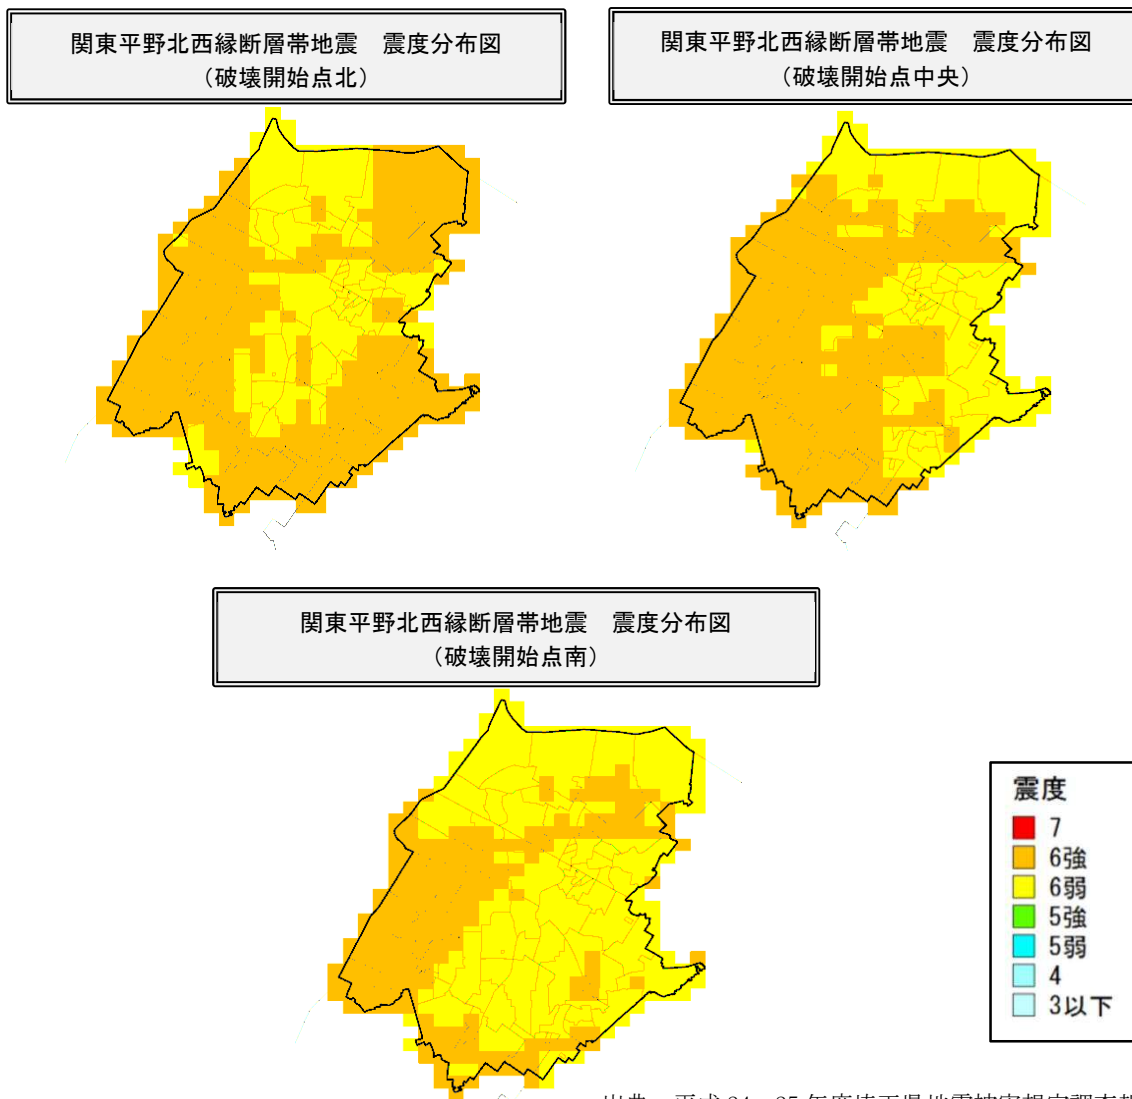 関東平野北西縁断層帯地震　震度分布図
（破壊開始点北）
関東平野北西縁断層帯地震　震度分布図
（破壊開始点中央）
関東平野北西縁断層帯地震　震度分布図
（破壊開始点南）
震度
7
6強
6弱
5強
5弱
4
3以下